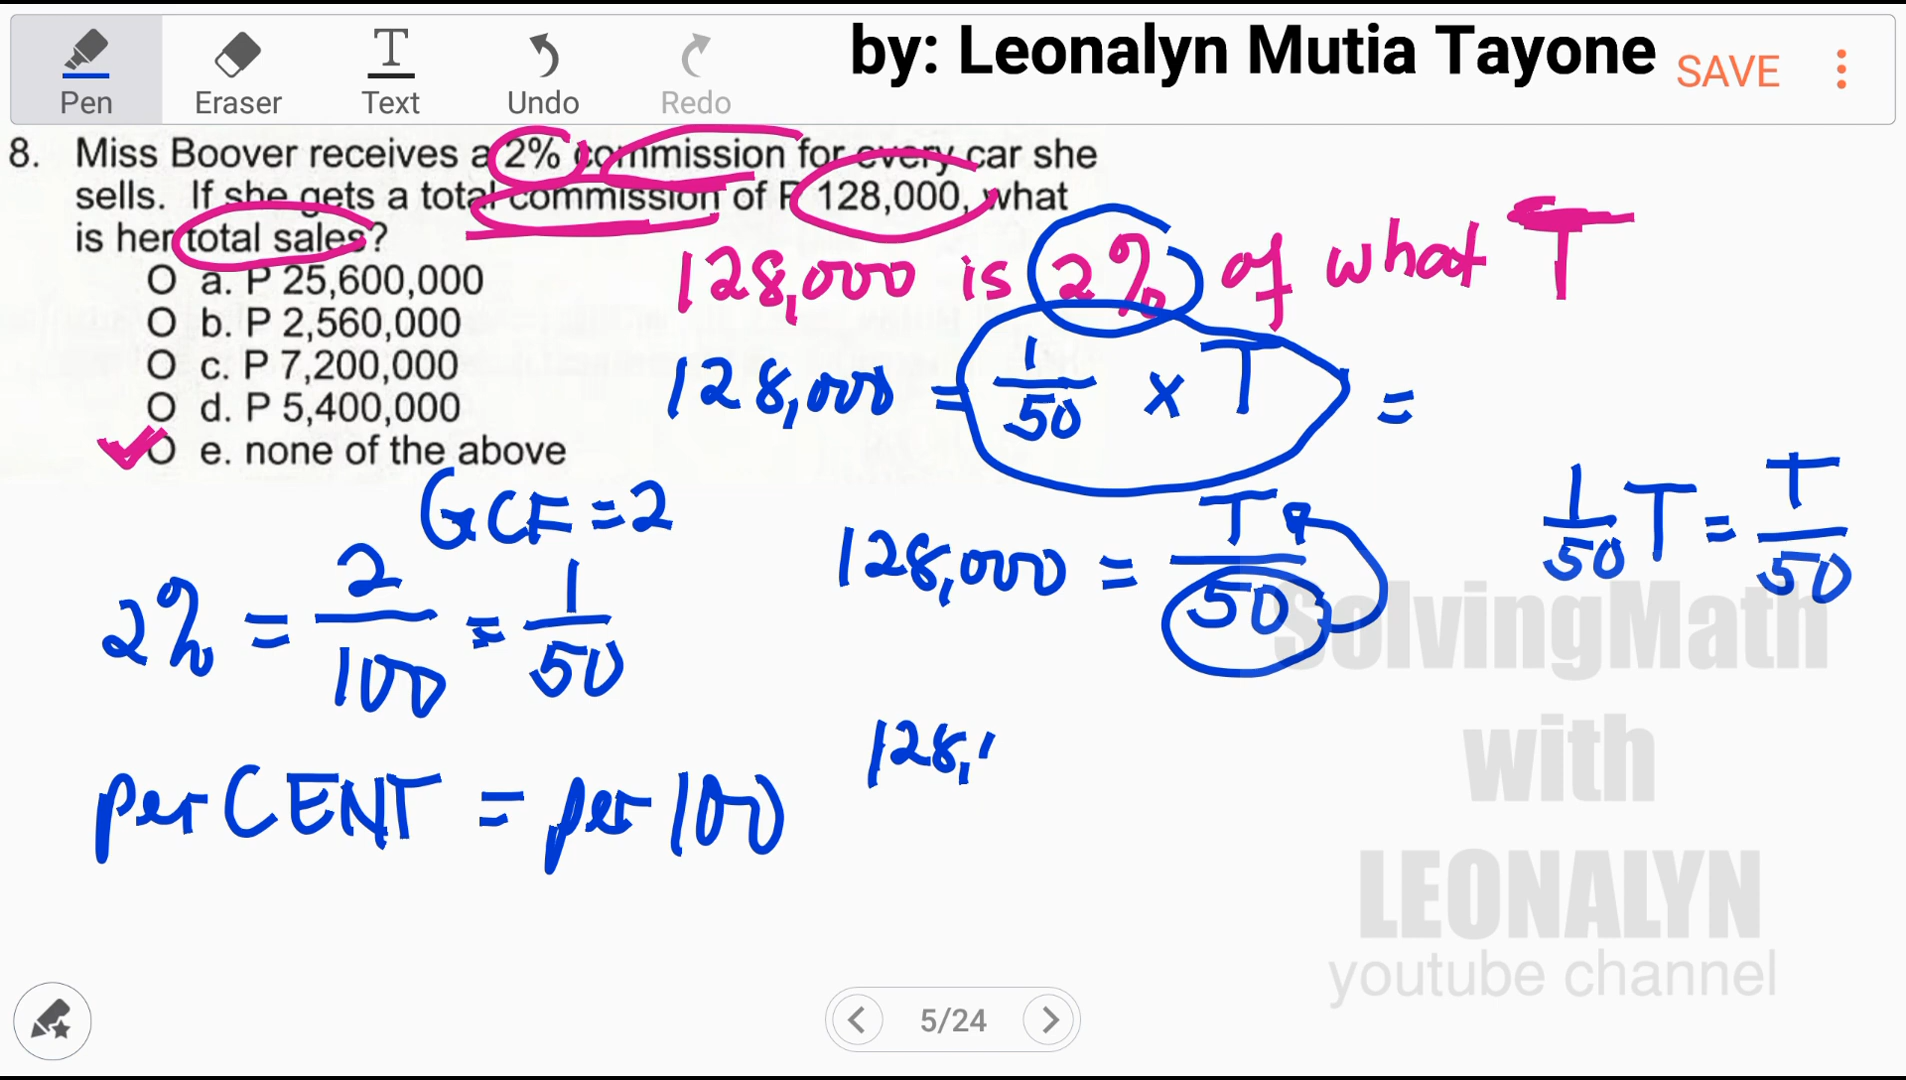 by: Leonalyn Mutia Tayone
Pen
Eraser
Text
Undo
Redo
SAVE
8. Miss Boover receives a 2% commission for every car she
sells. If she gets a total commission of P 128,000, what
is her total sales?
O a. P 25,600,000
O b. P 2,560,000
O c. P 7,200,000
O d. P 5,400,000
O e. none of the above
128,000 is 2% of what T
128,000 = 1/50 x T =
GCF = 2
2% = 2/100 = 1/50
128,000 = T/50
1/50 T = T/50
128,
perCENT = per 100
SolvingMath
with
LEONALYN
youtube channel
5/24